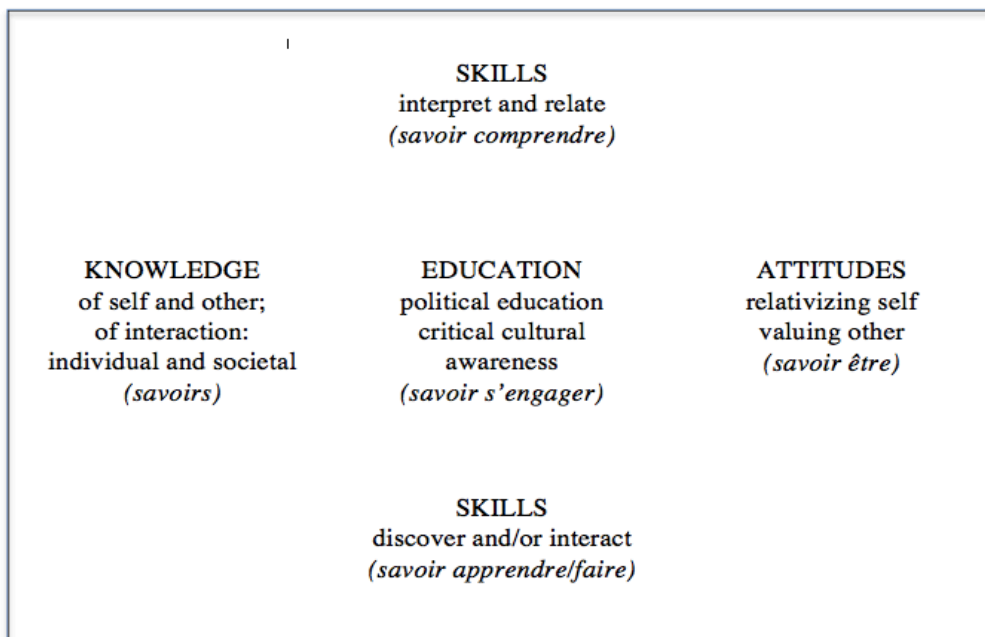 SKILLS
interpret and relate
(savoir comprendre)
KNOWLEDGE
of self and other;
of interaction:
individual and societal
(savoirs)
EDUCATION
political education
critical cultural
awareness
(savoir s’engager)
ATTITUDES
relativizing self
valuing other
(savoir être)
SKILLS
discover and/or interact
(savoir apprendre/faire)